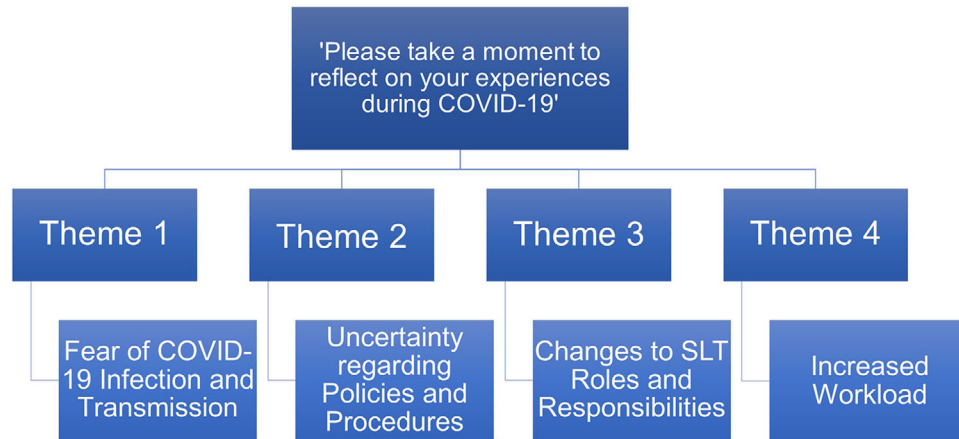 'Please take a moment to
reflect on your experiences
during COVID-19'
Theme 1
Theme 2
Theme 3
Theme 4
Fear of COVID-
19 Infection and
Transmission
Uncertainty
regarding
Policies and
Procedures
Changes to SLT
Roles and
Responsibilities
Increased
Workload